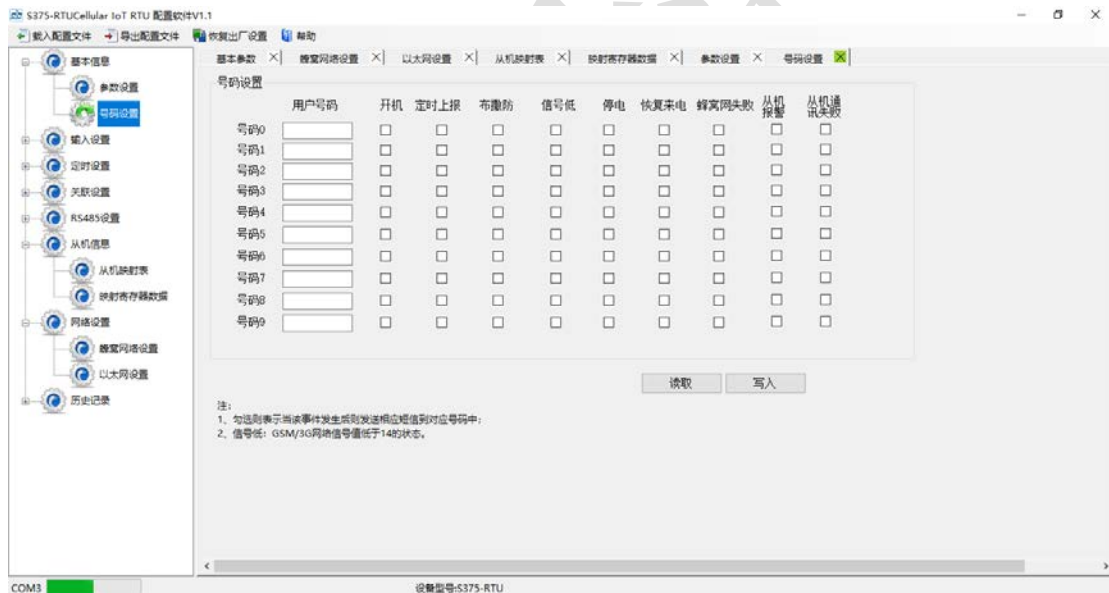 S375-RTUCellular IoT RTU 配置软件V1.1
载入配置文件 导出配置文件 恢复出厂设置 帮助
基本信息
参数设置
号码设置
输入设置
定时设置
关联设置
RS485设置
从机信息
从机映射表
映射寄存器数据
网络设置
蜂窝网络设置
以太网设置
历史记录
基本参数 蜂窝网络设置 以太网设置 从机映射表 映射寄存器数据 参数设置 号码设置
号码设置
用户号码 开机 定时上报 布撤防 信号低 停电 恢复来电 蜂窝网失败 从机报警 从机通讯失败
号码0
号码1
号码2
号码3
号码4
号码5
号码6
号码7
号码8
号码9
读取 写入
注:
1、勾选则表示当该事件发生后则发送相应短信到对应号码中;
2、信号低: GSM/3G网络信号值低于14的状态。
COM3 设备型号:S375-RTU